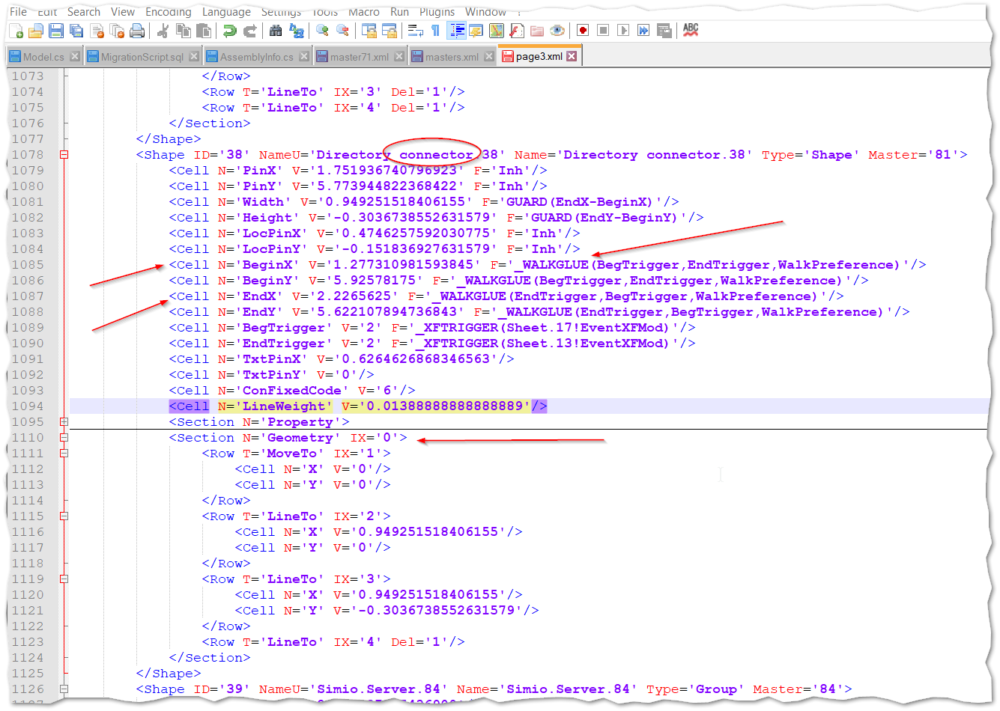 File Edit Search View Encoding Language Settings Tools Macro Run Plugins Window ?
ABC
Model.cs MigrationScript.sql AssemblyInfo.cs master71.xml masters.xml page3.xml
1073 </Row>
1074 <Row T='LineTo' IX='3' Del='1'/>
1075 <Row T='LineTo' IX='4' Del='1'/>
1076 </Section>
1077 </Shape>
1078 <Shape ID='38' NameU='Directory connector.38' Name='Directory connector.38' Type='Shape' Master='81'>
1079 <Cell N='PinX' V='1.751936740796923' F='Inh'/>
1080 <Cell N='PinY' V='5.773944822368422' F='Inh'/>
1081 <Cell N='Width' V='0.949251518406155' F='GUARD(EndX-BeginX)'/>
1082 <Cell N='Height' V='-0.3036738552631579' F='GUARD(EndY-BeginY)'/>
1083 <Cell N='LocPinX' V='0.4746257592030775' F='Inh'/>
1084 <Cell N='LocPinY' V='-0.151836927631579' F='Inh'/>
1085 <Cell N='BeginX' V='1.277310981593845' F='_WALKGLUE(BegTrigger,EndTrigger,WalkPreference)'/>
1086 <Cell N='BeginY' V='5.92578175' F='_WALKGLUE(BegTrigger,EndTrigger,WalkPreference)'/>
1087 <Cell N='EndX' V='2.2265625' F='_WALKGLUE(EndTrigger,BegTrigger,WalkPreference)'/>
1088 <Cell N='EndY' V='5.622107894736843' F='_WALKGLUE(EndTrigger,BegTrigger,WalkPreference)'/>
1089 <Cell N='BegTrigger' V='2' F='_XFTRIGGER(Sheet.17!EventXFMod)'/>
1090 <Cell N='EndTrigger' V='2' F='_XFTRIGGER(Sheet.13!EventXFMod)'/>
1091 <Cell N='TxtPinX' V='0.6264626868346563'/>
1092 <Cell N='TxtPinY' V='0'/>
1093 <Cell N='ConFixedCode' V='6'/>
1094 <Cell N='LineWeight' V='0.01388888888888889'/>
1095 <Section N='Property'>
1110 <Section N='Geometry' IX='0'>
1111 <Row T='MoveTo' IX='1'>
1112 <Cell N='X' V='0'/>
1113 <Cell N='Y' V='0'/>
1114 </Row>
1115 <Row T='LineTo' IX='2'>
1116 <Cell N='X' V='0.949251518406155'/>
1117 <Cell N='Y' V='0'/>
1118 </Row>
1119 <Row T='LineTo' IX='3'>
1120 <Cell N='X' V='0.949251518406155'/>
1121 <Cell N='Y' V='-0.3036738552631579'/>
1122 </Row>
1123 <Row T='LineTo' IX='4' Del='1'/>
1124 </Section>
1125 </Shape>
1126 <Shape ID='39' NameU='Simio.Server.84' Name='Simio.Server.84' Type='Group' Master='84'>